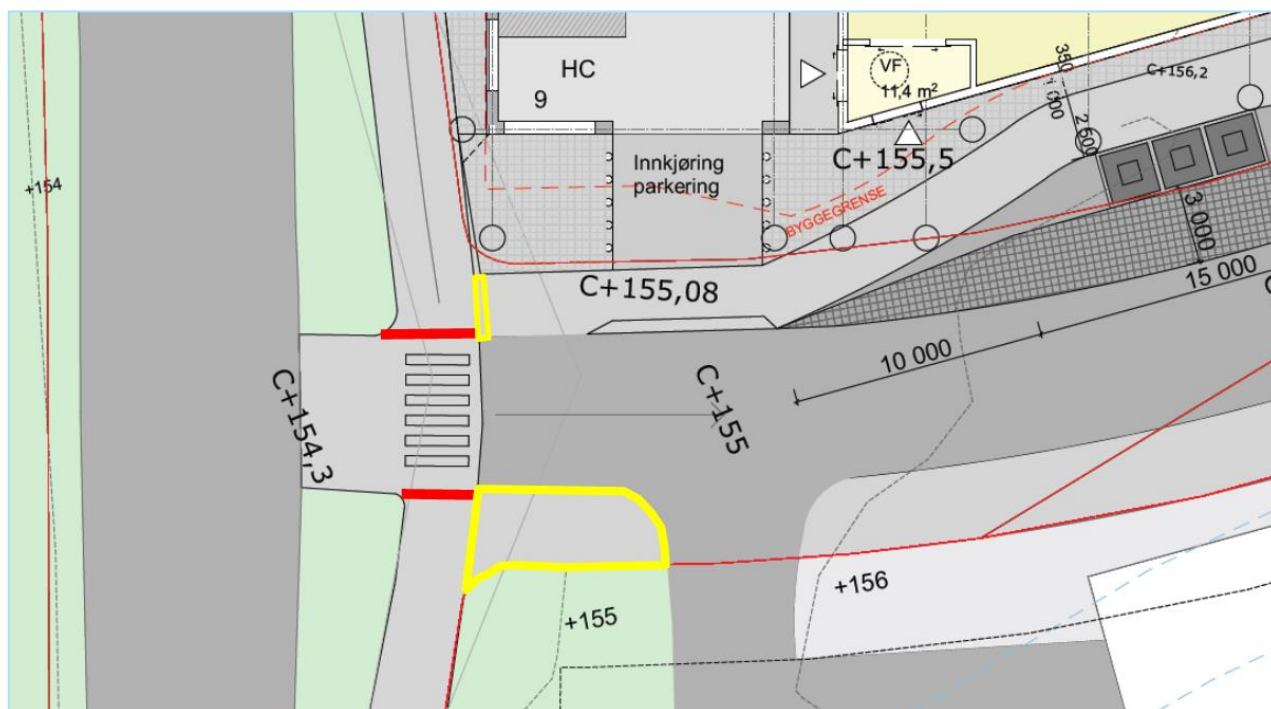 HC
9
VF
11,4 m²
350
1 000
2 500
C+156,2
+154
Innkjøring
parkering
C+155,5
BYGGEGRENSE
3 000
15 000
C+155,08
10 000
C+154,3
C+155
+156
+155